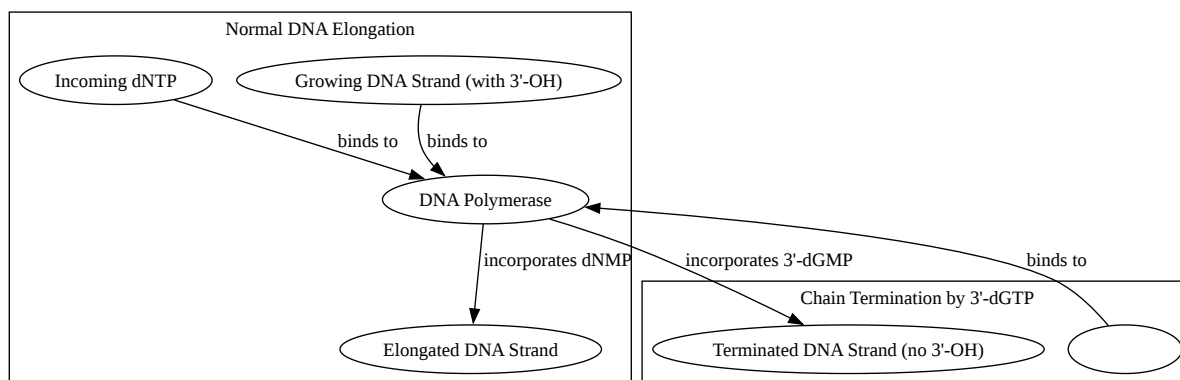 Normal DNA Elongation
Incoming dNTP
Growing DNA Strand (with 3'-OH)
binds to
binds to
DNA Polymerase
incorporates dNMP
incorporates 3'-dGMP
binds to
Chain Termination by 3'-dGTP
Elongated DNA Strand
Terminated DNA Strand (no 3'-OH)